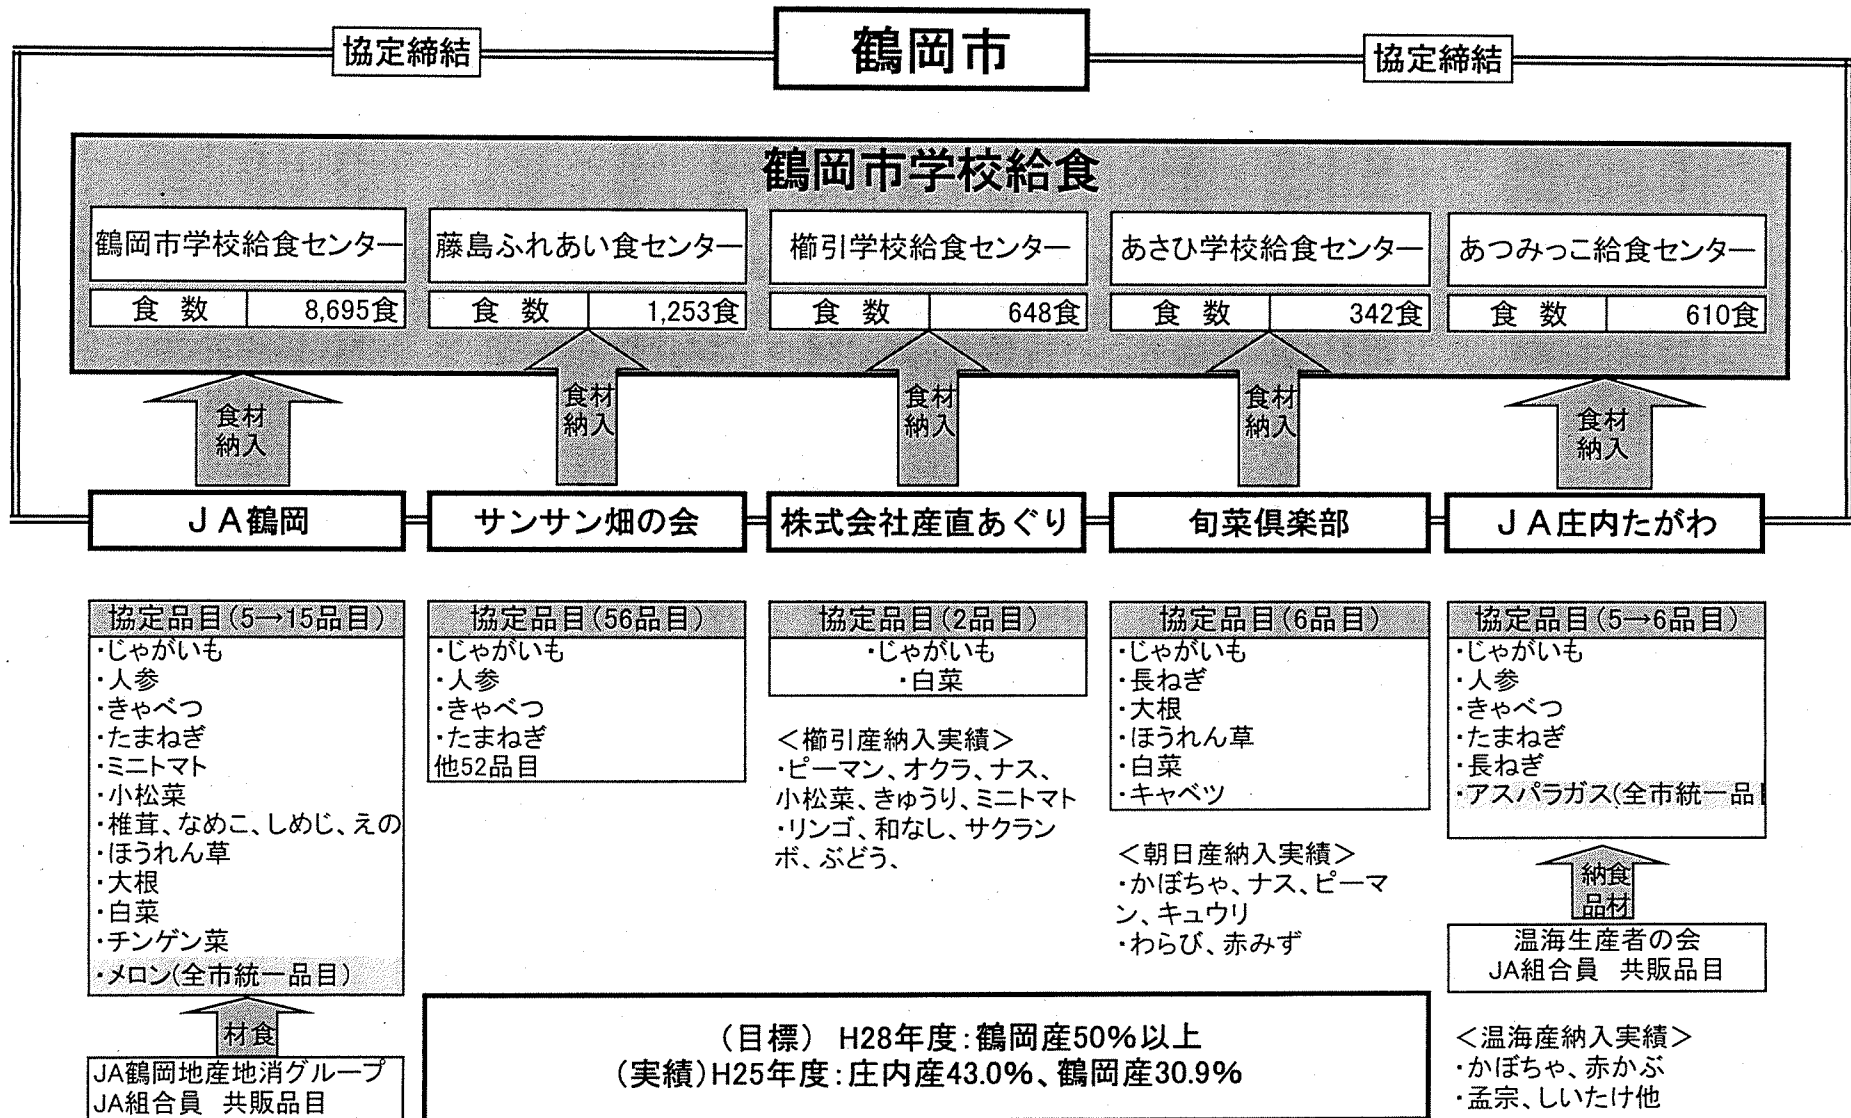 鶴岡市
協定締結
協定締結
鶴岡市学校給食
鶴岡市学校給食センター
食 数 8,695食
藤島ふれあい食センター
食 数 1,253食
櫛引学校給食センター
食 数 648食
あさひ学校給食センター
食 数 342食
あつみっこ給食センター
食 数 610食
食材
納入
食材
納入
食材
納入
食材
納入
食材
納入
ＪＡ鶴岡
サンサン畑の会
株式会社産直あぐり
旬菜倶楽部
ＪＡ庄内たがわ
協定品目(5→15品目)
・じゃがいも
・人参
・きゃべつ
・たまねぎ
・ミニトマト
・小松菜
・椎茸、なめこ、しめじ、えの
・ほうれん草
・大根
・白菜
・チンゲン菜
・メロン(全市統一品目)
材食
JA鶴岡地産地消グループ
JA組合員 共販品目
協定品目(56品目)
・じゃがいも
・人参
・きゃべつ
・たまねぎ
他52品目
協定品目(2品目)
・じゃがいも
・白菜
＜櫛引産納入実績＞
・ピーマン、オクラ、ナス、
小松菜、きゅうり、ミニトマト
・リンゴ、和なし、サクラン
ボ、ぶどう、
協定品目(6品目)
・じゃがいも
・長ねぎ
・大根
・ほうれん草
・白菜
・キャベツ
＜朝日産納入実績＞
・かぼちゃ、ナス、ピーマ
ン、キュウリ
・わらび、赤みず
協定品目(5→6品目)
・じゃがいも
・人参
・きゃべつ
・たまねぎ
・長ねぎ
・アスパラガス(全市統一品
納食
品材
温海生産者の会
JA組合員 共販品目
＜温海産納入実績＞
・かぼちゃ、赤かぶ
・孟宗、しいたけ他
(目標) H28年度:鶴岡産50%以上
(実績)H25年度:庄内産43.0%、鶴岡産30.9%